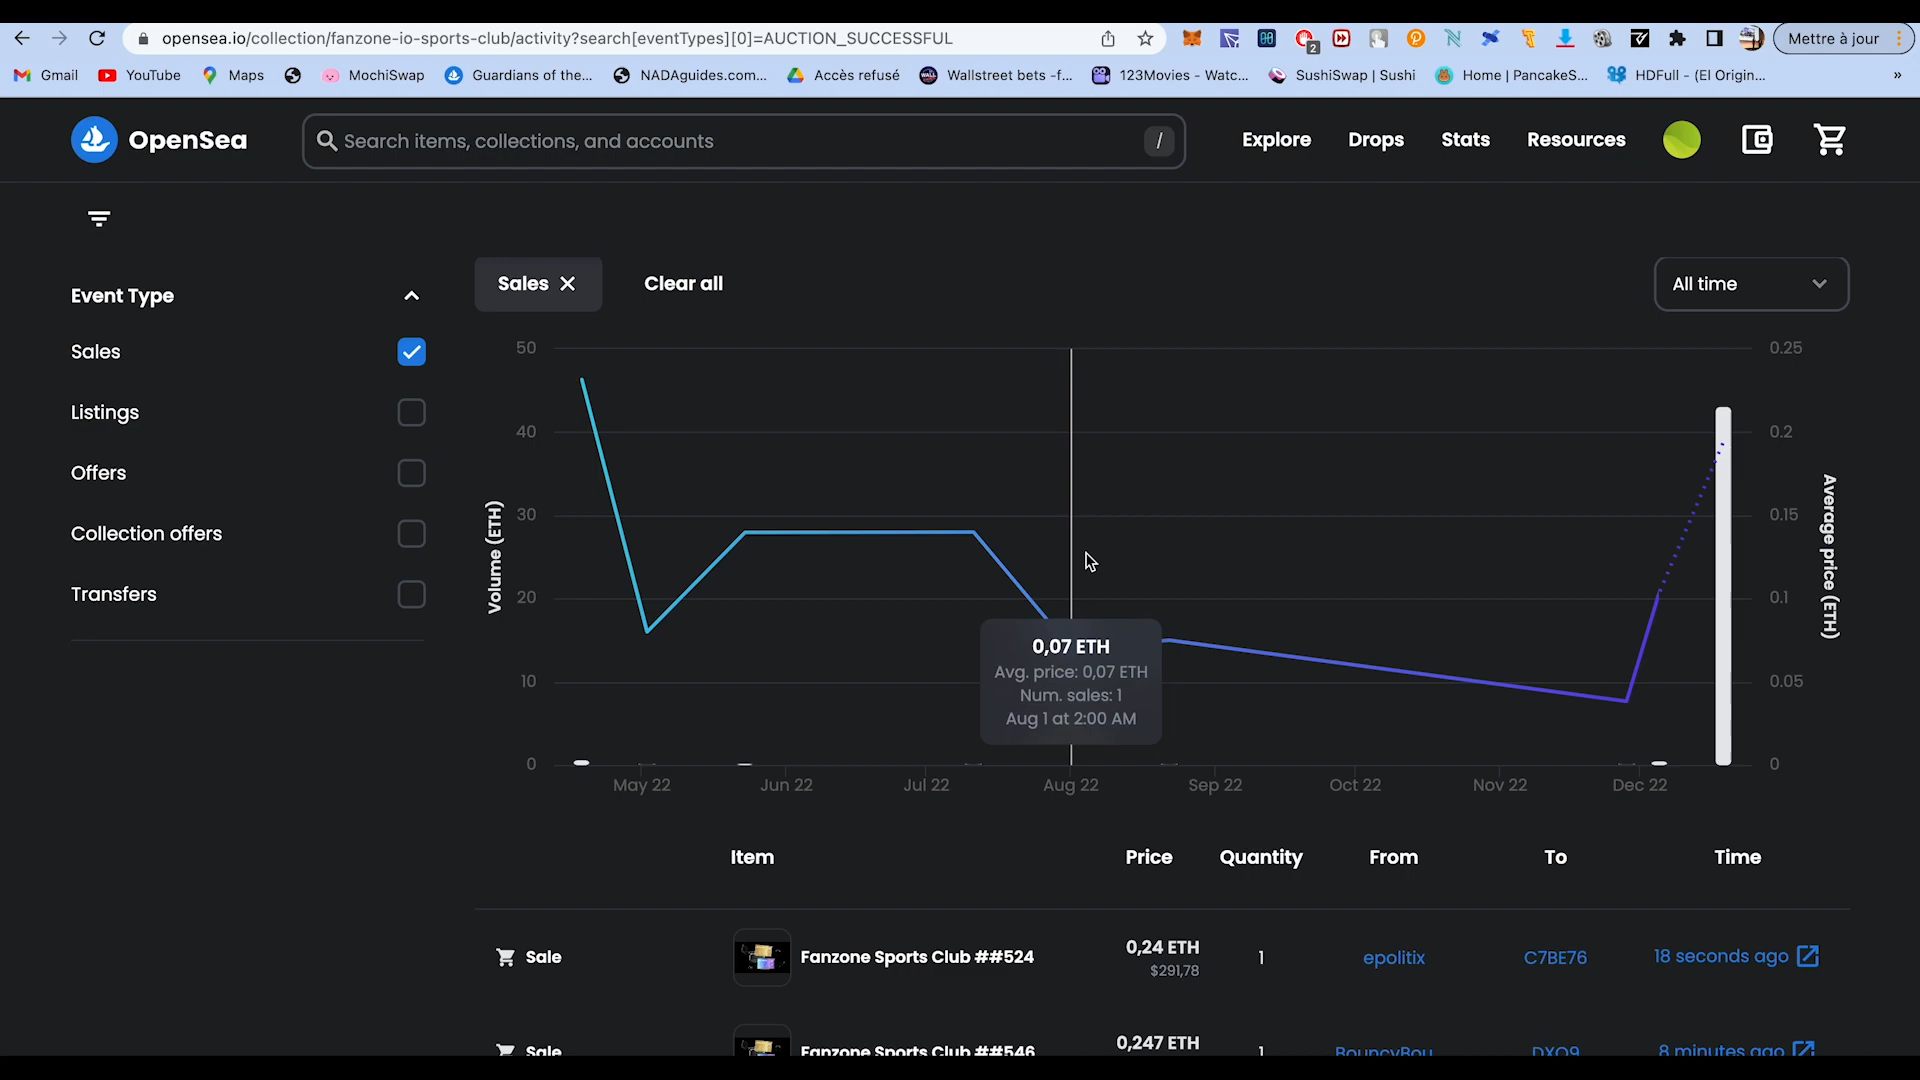 opensea.io/collection/fanzone-io-sports-club/activity?search[eventTypes][0]=AUCTION_SUCCESSFUL
2
Mettre à jour
Gmail YouTube Maps MochiSwap Guardians of the... NADAguides.com... Accès refusé Wallstreet bets -f... 123Movies - Watc... SushiSwap | Sushi Home | PancakeS... HDFull - (El Origin... »
OpenSea
Search items, collections, and accounts /
Explore Drops Stats Resources
Event Type
Sales
Listings
Offers
Collection offers
Transfers
Sales ×
Clear all
All time
50 0.25
40 0.2
30 0.15
20 0.1
10 0.05
0 0
Volume (ETH)
Average price (ETH)
0,07 ETH
Avg. price: 0,07 ETH
Num. sales: 1
Aug 1 at 2:00 AM
May 22 Jun 22 Jul 22 Aug 22 Sep 22 Oct 22 Nov 22 Dec 22
Item Price Quantity From To Time
Sale Fanzone Sports Club ##524 0,24 ETH 1 epolitix C7BE76 18 seconds ago
$291,78
Sale Fanzone Sports Club ##546 0,247 ETH 1 BouncyBou DXO9 8 minutes ago